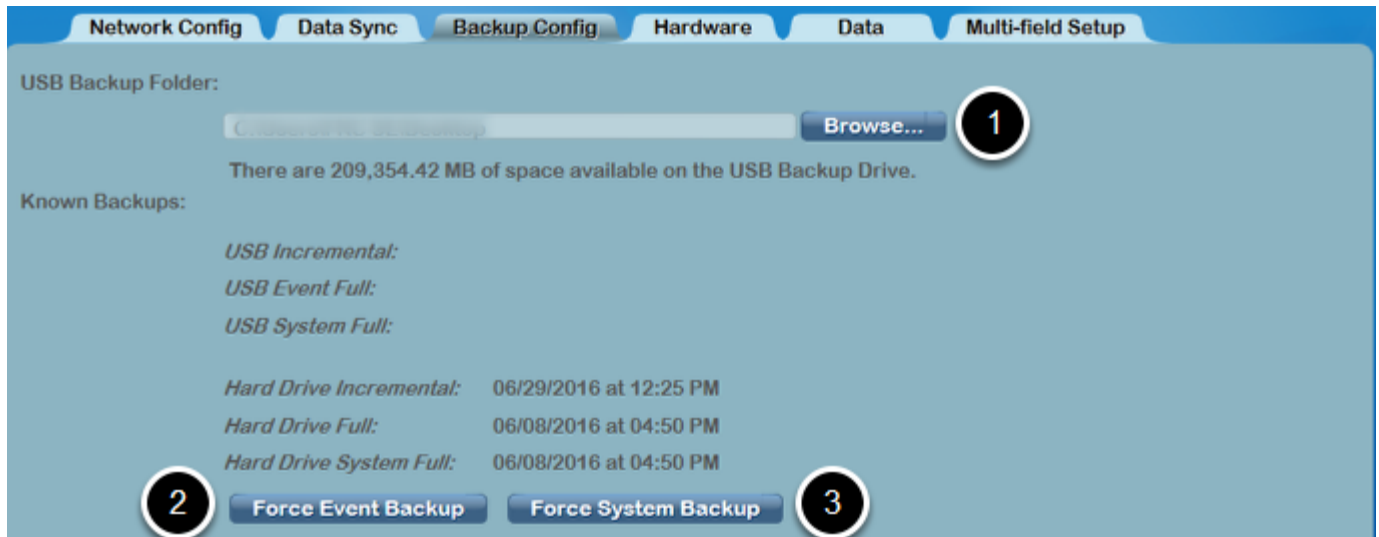 Network Config Data Sync Backup Config Hardware Data Multi-field Setup
USB Backup Folder:
Browse... 1
There are 209,354.42 MB of space available on the USB Backup Drive.
Known Backups:
USB Incremental:
USB Event Full:
USB System Full:
Hard Drive Incremental: 06/29/2016 at 12:25 PM
Hard Drive Full: 06/08/2016 at 04:50 PM
Hard Drive System Full: 06/08/2016 at 04:50 PM
2 Force Event Backup Force System Backup 3